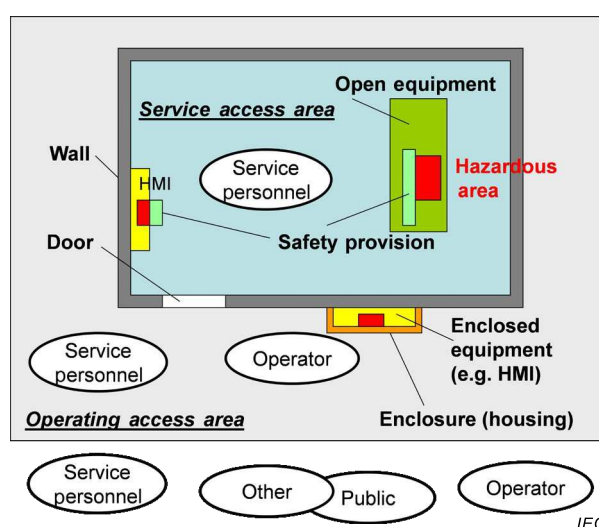 Open equipment
Service access area
Wall
HMI
Service
personnel
Hazardous
area
Door
Safety provision
Service
personnel
Operator
Enclosed
equipment
(e.g. HMI)
Operating access area
Enclosure (housing)
Service
personnel
Other
Public
Operator